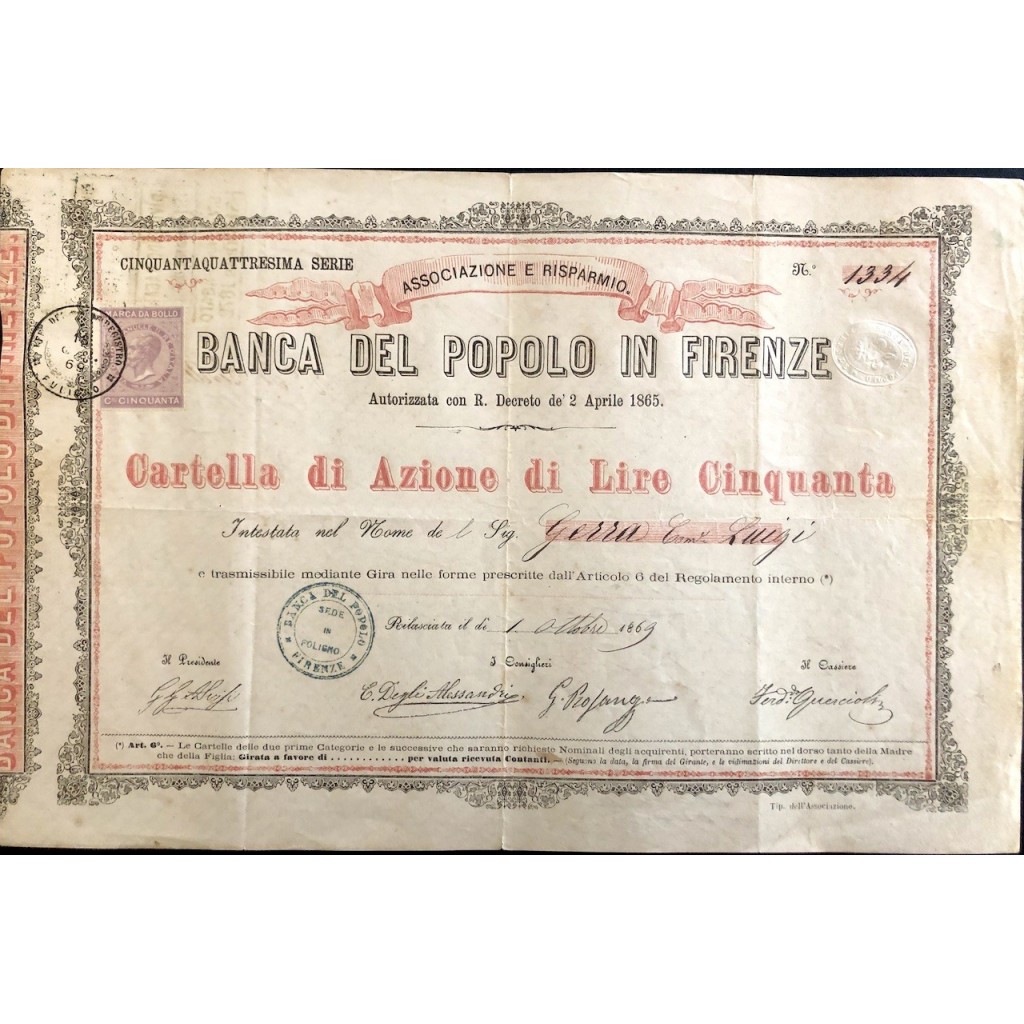 BANCA DEL POPOLO DI FIRENZE
CINQUANTAQUATTRESIMA SERIE
ASSOCIAZIONE E RISPARMIO.
N.° 1334
MARCA DA BOLLO
Cmi CINQUANTA
REGISTRO
FULIGNO
BANCA DEL POPOLO IN FIRENZE
Autorizzata con R. Decreto de' 2 Aprile 1865.
Cartella di Azione di Lire Cinquanta
Intestata nel Nome del Sig. Gerra Comr. Luigi
e trasmissibile mediante Gira nelle forme prescritte dall'Articolo 6 del Regolamento interno (*)
BANCA DEL POPOLO
SEDE
IN
FOLIGNO
FIRENZE
Rilasciata il dì 1 Ottobre 1869
Il Presidente
I Consiglieri
Il Cassiere
C. Degli Alessandri
Ferd. Quercioli
(*) Art. 6°. — Le Cartelle delle due prime Categorie e le successive che saranno richieste Nominali degli acquirenti, porteranno scritto nel dorso tanto della Madre
che della Figlia: Girata a favore di ............ per valuta ricevuta Contanti. — (Seguono la data, la firma del Girante, e le vidimazioni del Direttore e del Cassiere).
Tip. dell'Associazione.